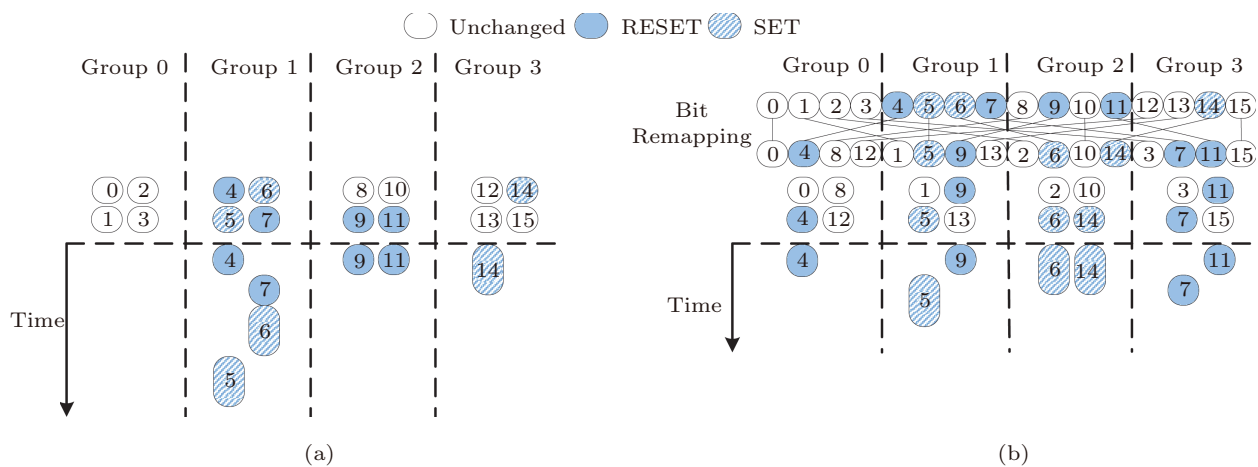 Unchanged RESET SET
Group 0 Group 1 Group 2 Group 3
0 2 4 6 8 10 12 14
1 3 5 7 9 11 13 15
4 9 11 14
7
Time 6
5
(a)
Group 0 Group 1 Group 2 Group 3
Bit
Remapping
0 1 2 3 4 5 6 7 8 9 10 11 12 13 14 15
0 4 8 12 1 5 9 13 2 6 10 14 3 7 11 15
0 8 1 9 2 10 3 11
4 12 5 13 6 14 7 15
4 9 6 14 11
Time 5 7
(b)